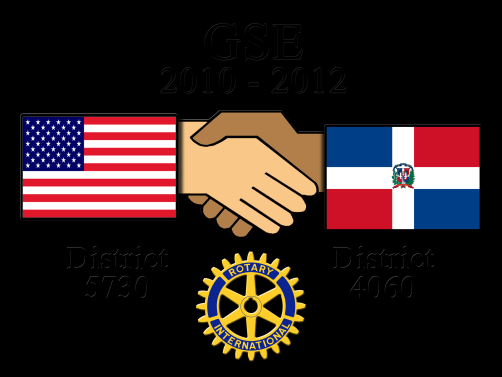 GSE
2010 - 2012
District
5730
District
4060
ROTARY
INTERNATIONAL